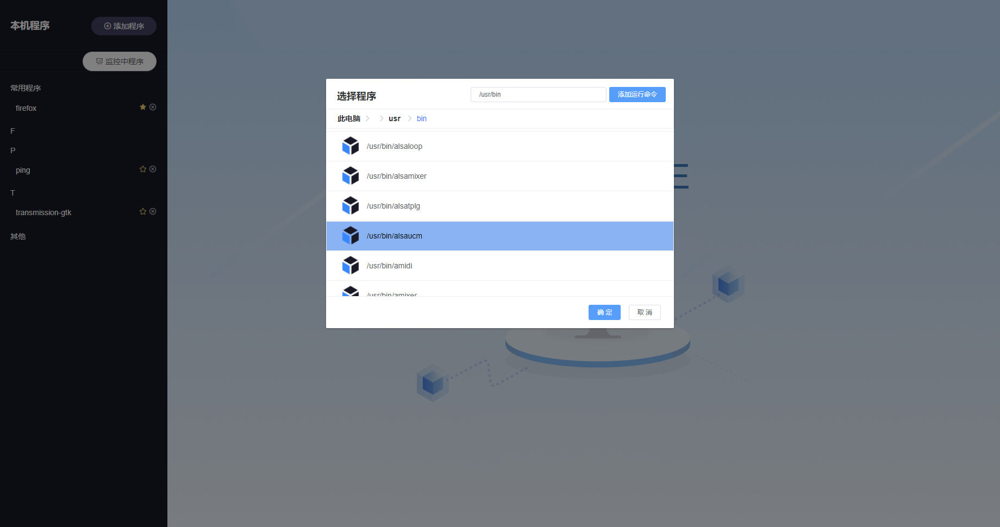 本机程序
添加程序
监控中程序
常用程序
firefox
F
P
ping
T
transmission-gtk
其他
选择程序
/usr/bin
添加运行命令
此电脑 usr bin
/usr/bin/alsaloop
/usr/bin/alsamixer
/usr/bin/alsatplg
/usr/bin/alsaucm
/usr/bin/amidi
/usr/bin/amixer
确定
取消